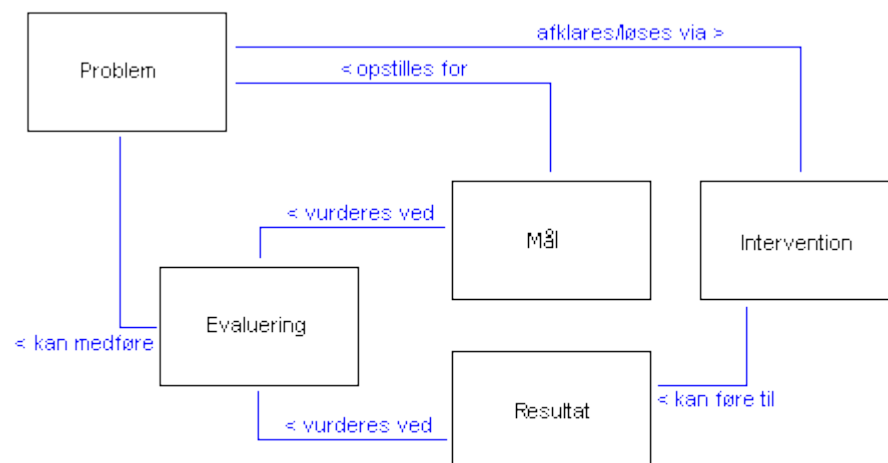 afklares/løses via >
Problem
< opstilles for
< vurderes ved
Mål
Intervention
Evaluering
< kan medføre
< kan føre til
Resultat
< vurderes ved